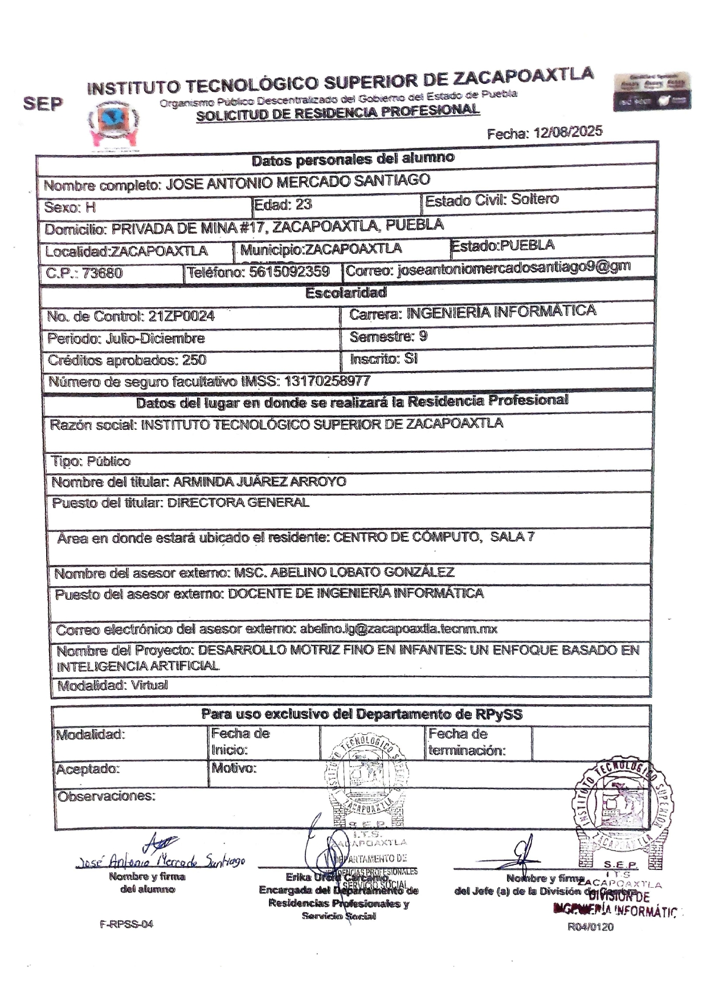 INSTITUTO TECNOLÓGICO SUPERIOR DE ZACAPOAXTLA
SEP
Organismo Público Descentralizado del Gobierno del Estado de Puebla
SOLICITUD DE RESIDENCIA PROFESIONAL
Fecha: 12/08/2025
Datos personales del alumno
Nombre completo: JOSE ANTONIO MERCADO SANTIAGO
Sexo: H Edad: 23 Estado Civil: Soltero
Domicilio: PRIVADA DE MINA #17, ZACAPOAXTLA, PUEBLA
Localidad:ZACAPOAXTLA Municipio:ZACAPOAXTLA Estado:PUEBLA
C.P.: 73680 Teléfono: 5615092359 Correo: joseantoniomercadosantiago9@gm
Escolaridad
No. de Control: 21ZP0024 Carrera: INGENIERÍA INFORMÁTICA
Periodo: Julio-Diciembre Semestre: 9
Créditos aprobados: 250 Inscrito: SI
Número de seguro facultativo IMSS: 13170258977
Datos del lugar en donde se realizará la Residencia Profesional
Razón social: INSTITUTO TECNOLÓGICO SUPERIOR DE ZACAPOAXTLA
Tipo: Público
Nombre del titular: ARMINDA JUÁREZ ARROYO
Puesto del titular: DIRECTORA GENERAL
Área en donde estará ubicado el residente: CENTRO DE CÓMPUTO, SALA 7
Nombre del asesor externo: MSC. ABELINO LOBATO GONZÁLEZ
Puesto del asesor externo: DOCENTE DE INGENIERÍA INFORMÁTICA
Correo electrónico del asesor externo: abelino.lg@zacapoaxtla.tecnm.mx
Nombre del Proyecto: DESARROLLO MOTRIZ FINO EN INFANTES: UN ENFOQUE BASADO EN
INTELIGENCIA ARTIFICIAL
Modalidad: Virtual
Para uso exclusivo del Departamento de RPySS
Modalidad: Fecha de Inicio: Fecha de terminación:
Aceptado: Motivo:
Observaciones:
INSTITUTO TECNOLOGICO SUPERIOR
ZACAPOAXTLA
S.E.P.
I.T.S.
ZACAPOAXTLA
DEPARTAMENTO DE
PROFESIONALES
SERVICIO SOCIAL
INSTITUTO TECNOLOGICO SUPERIOR
ZACAPOAXTLA
S.E.P.
I T S
ZACAPOAXTLA
DIVISIÓN DE
INGENIERÍA INFORMÁTIC
José Antonio Mercado Santiago
Nombre y firma
del alumno
Erika
Encargada del Departamento de
Residencias Profesionales y
Servicio Social
Nombre y firma
del Jefe (a) de la División de Carrera
F-RPSS-04
R04/0120